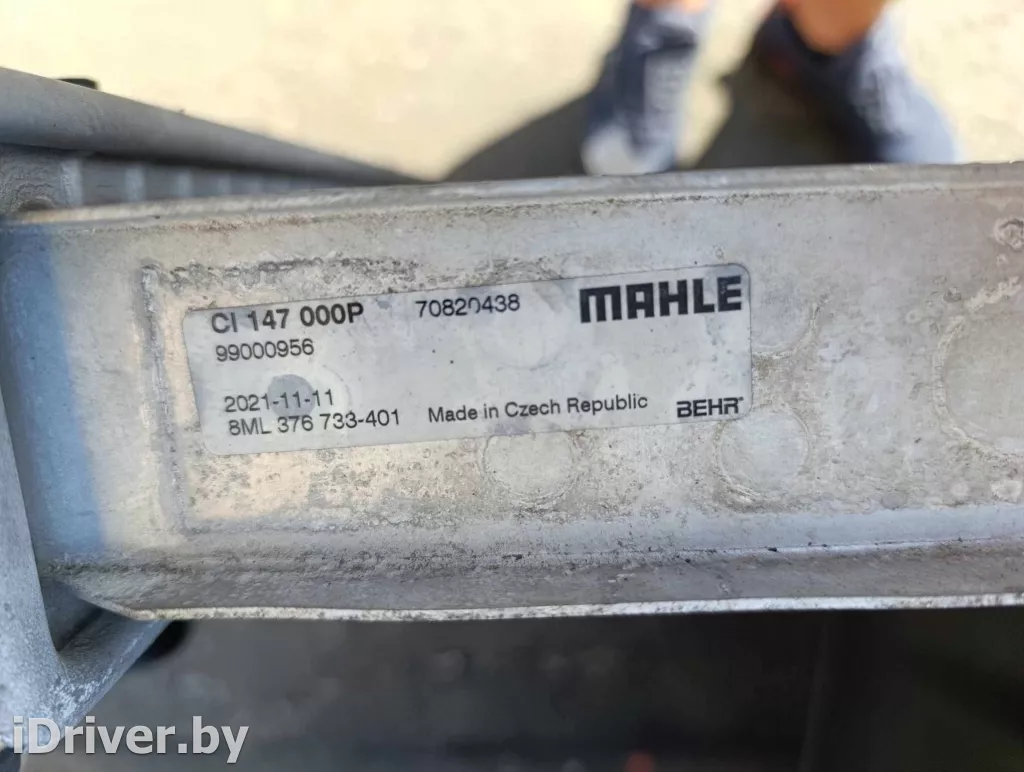 CI 147 000P 70820438 MAHLE
99000956
2021-11-11
8ML 376 733-401 Made in Czech Republic BEHR
iDriver.by